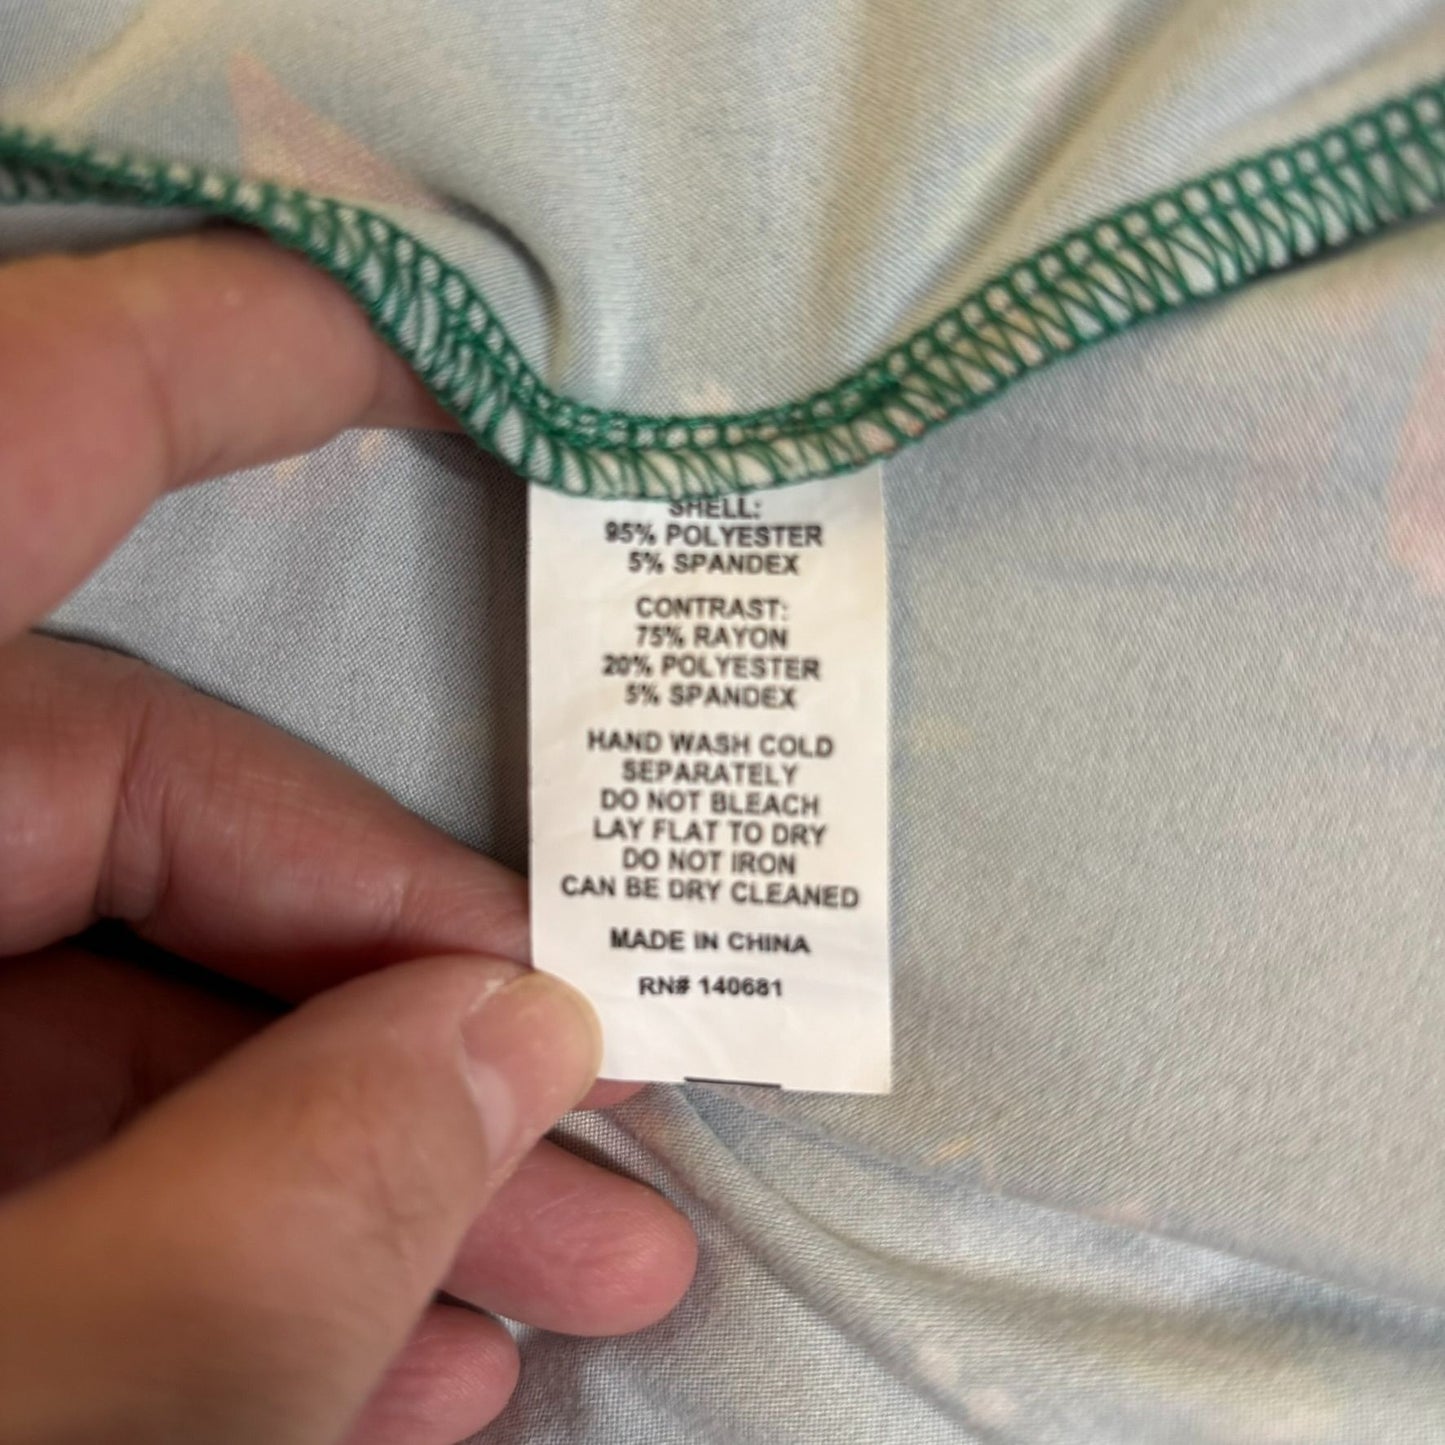 SHELL:
95% POLYESTER
5% SPANDEX
CONTRAST:
75% RAYON
20% POLYESTER
5% SPANDEX
HAND WASH COLD
SEPARATELY
DO NOT BLEACH
LAY FLAT TO DRY
DO NOT IRON
CAN BE DRY CLEANED
MADE IN CHINA
RN# 140681